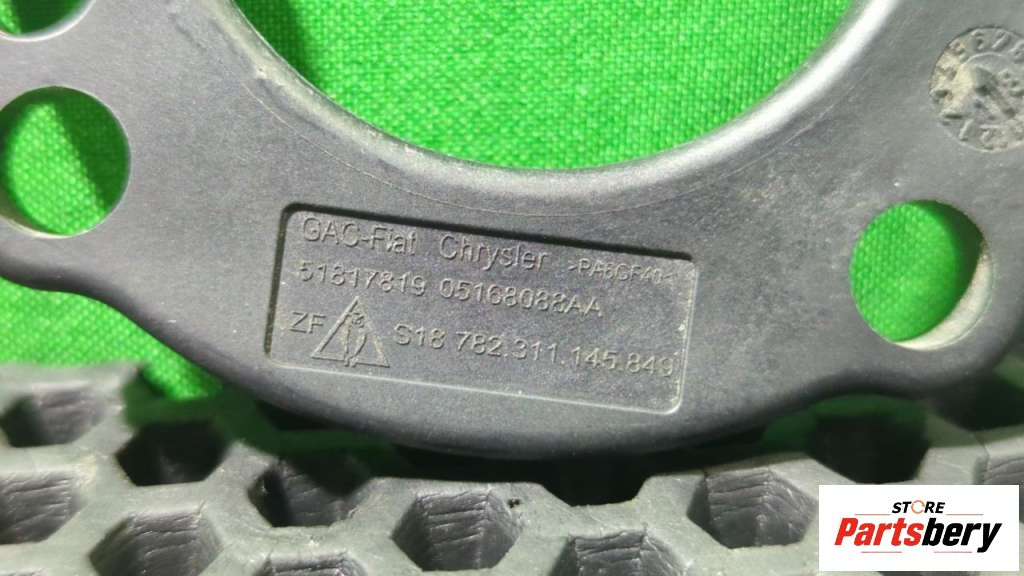 GAC-Fiat Chrysler >PA6GF40<
51817819 05168088AA
ZF S18 782.311.145.849
STORE
Partsbery